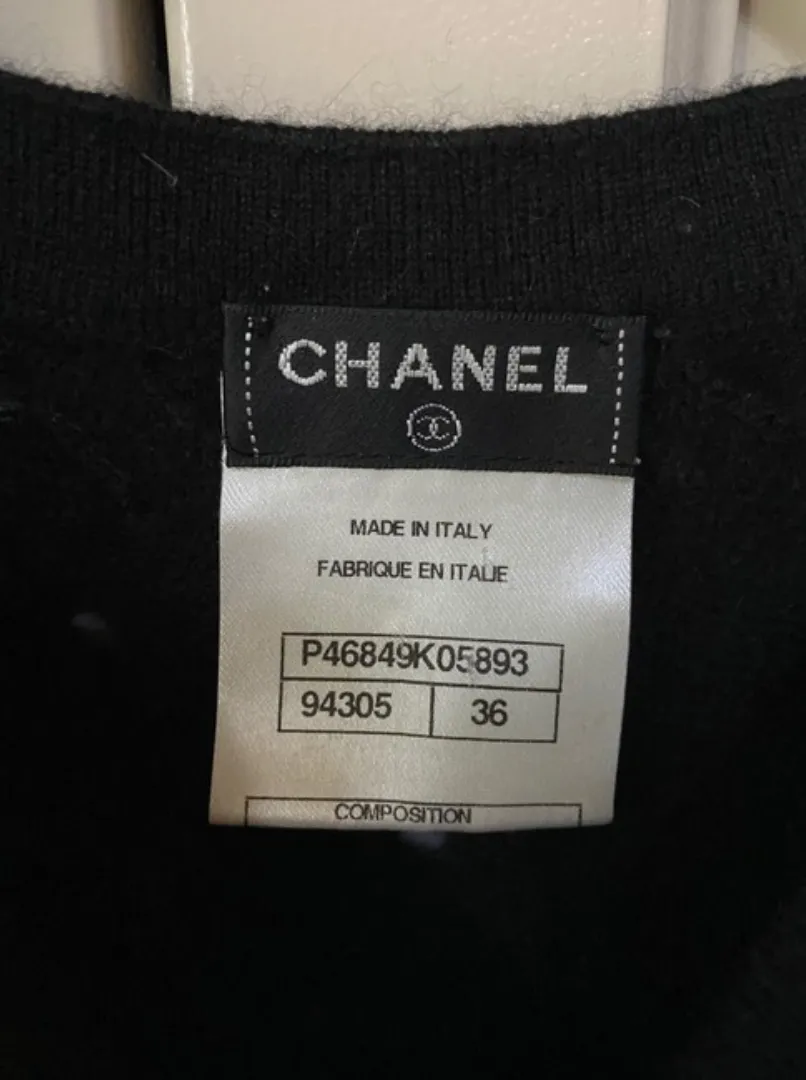 CHANEL
MADE IN ITALY
FABRIQUE EN ITALIE
P46849K05893
94305 36
COMPOSITION